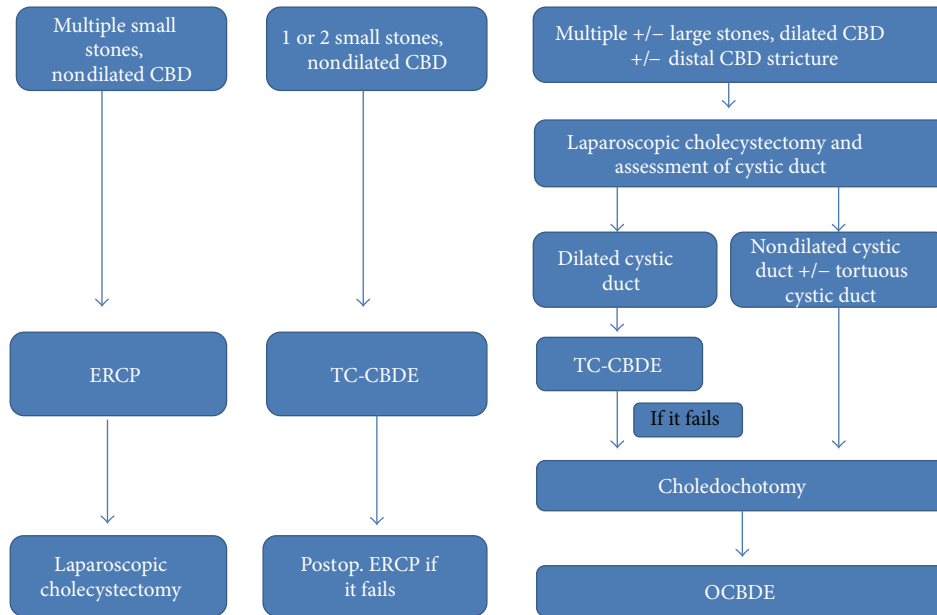 Multiple small
stones,
nondilated CBD
ERCP
Laparoscopic
cholecystectomy
1 or 2 small stones,
nondilated CBD
TC-CBDE
Postop. ERCP if
it fails
Multiple +/− large stones, dilated CBD
+/− distal CBD stricture
Laparoscopic cholecystectomy and
assessment of cystic duct
Dilated cystic
duct
Nondilated cystic
duct +/− tortuous
cystic duct
TC-CBDE
If it fails
Choledochotomy
OCBDE